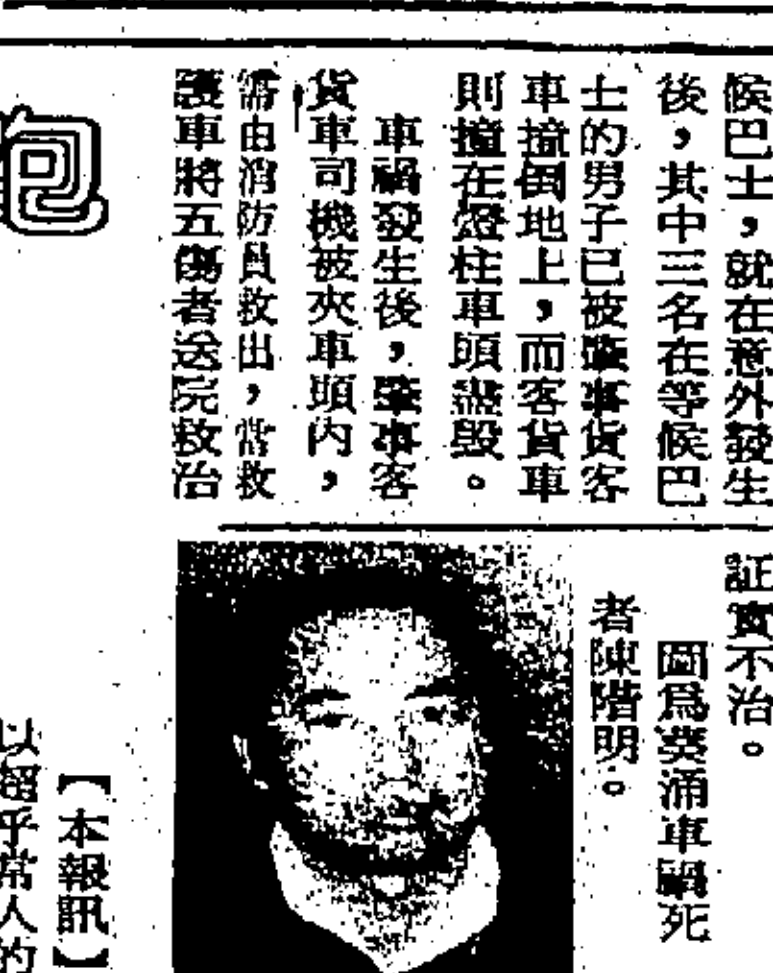 候巴士，就在意外發生
後，其中三名在等候巴
士的男子已被肇事貨客
車撞倒地上，而客貨車
則撞在燈柱車頭盡毀。
車禍發生後，肇事客
貨車司機被夾車頭內，
需由消防員救出，當救
護車將五傷者送院救治
証實不治。
圖爲葵涌車禍死
者陳階明。
【本報訊】
以超乎常人的